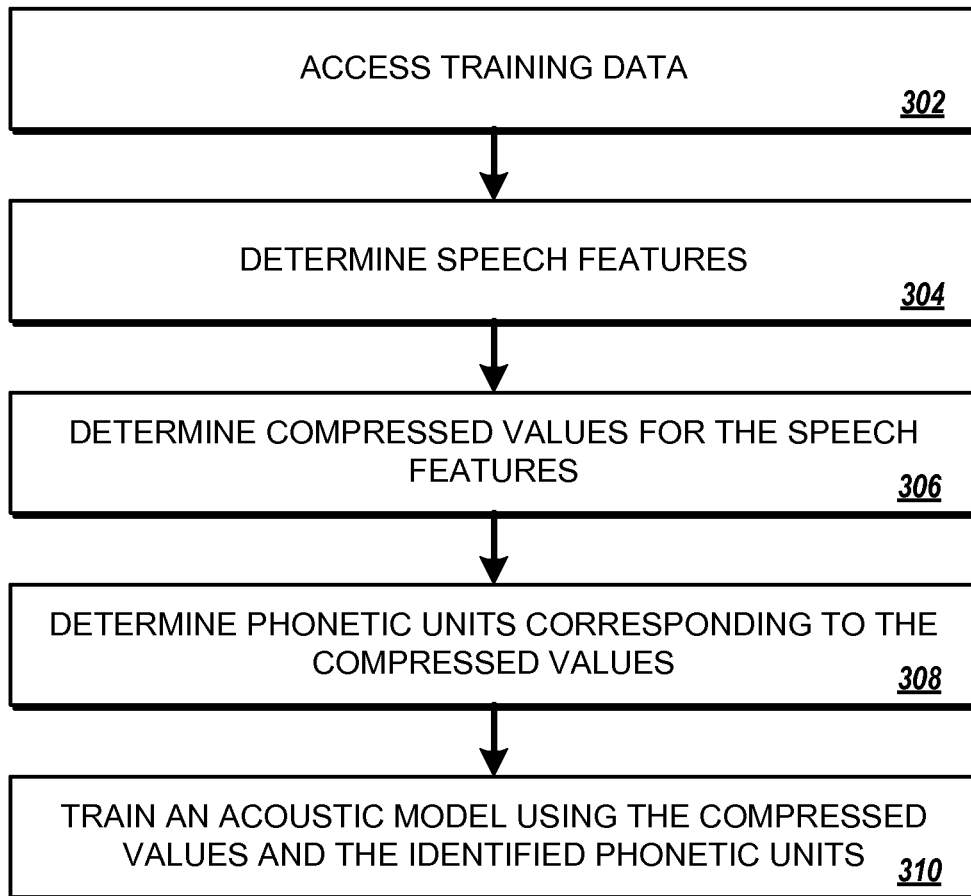 ACCESS TRAINING DATA
302
DETERMINE SPEECH FEATURES
304
DETERMINE COMPRESSED VALUES FOR THE SPEECH
FEATURES
306
DETERMINE PHONETIC UNITS CORRESPONDING TO THE
COMPRESSED VALUES
308
TRAIN AN ACOUSTIC MODEL USING THE COMPRESSED
VALUES AND THE IDENTIFIED PHONETIC UNITS
310